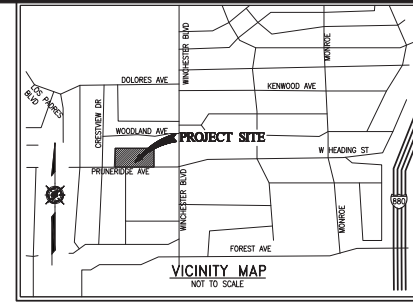 WINCHESTER BLVD
MONROE
DOLORES AVE
KENWOOD AVE
LOS PADRES
BLVD
CRESTVIEW DR
WOODLAND AVE
PROJECT SITE
W HEADING ST
PRUNERIDGE AVE
WINCHESTER BLVD
MONROE
880
FOREST AVE
VICINITY MAP
NOT TO SCALE